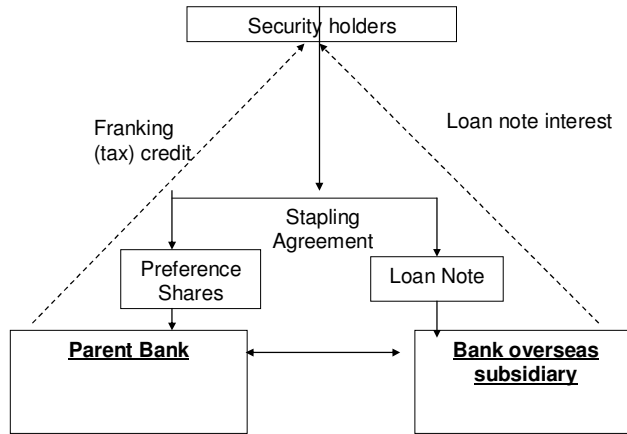 Security holders
Franking
(tax) credit
Loan note interest
Stapling
Agreement
Preference
Shares
Loan Note
Parent Bank
Bank overseas
subsidiary